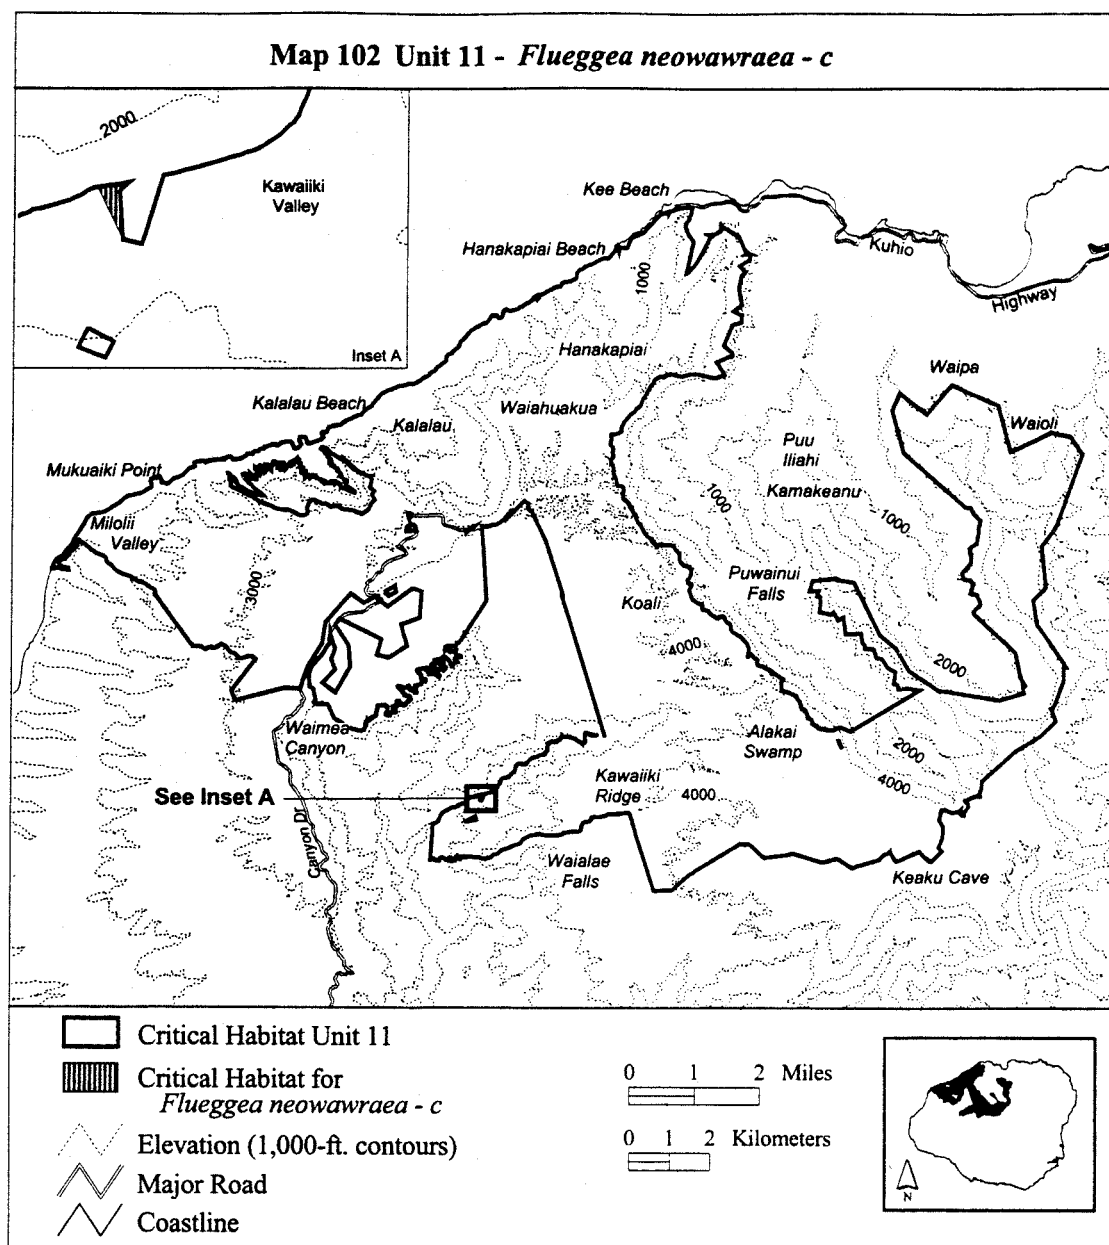 Map 102 Unit 11 - Flueggea neowawraea - c
2000
Kawaiiki
Valley
Inset A
Kee Beach
Hanakapiai Beach
1000
Kuhio
Highway
Hanakapiai
Waipa
Kalalau Beach
Kalalau
Waiahuakua
Waioli
Puu
Iliahi
Mukuaiki Point
Kamakeanu
1000
1000
Milolii
Valley
3000
Puwainui
Falls
Koali
4000
2000
Waimea
Canyon
Alakai
Swamp
2000
See Inset A
Kawaiiki
Ridge
4000
4000
Canyon Dr
Waialae
Falls
Keaku Cave
Critical Habitat Unit 11
Critical Habitat for
Flueggea neowawraea - c
Elevation (1,000-ft. contours)
Major Road
Coastline
0 1 2 Miles
0 1 2 Kilometers
N